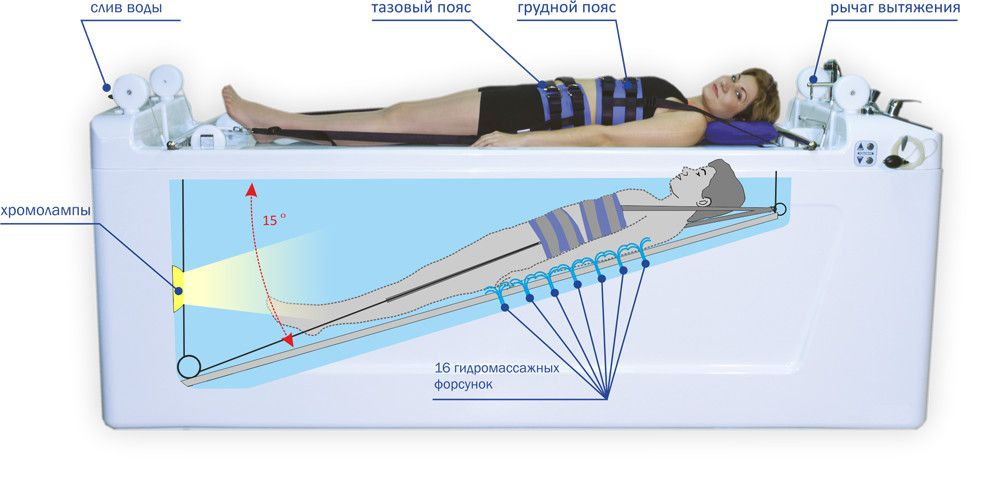 слив воды
тазовый пояс
грудной пояс
рычаг вытяжения
хромолампы
15 °
16 гидромассажных
форсунок